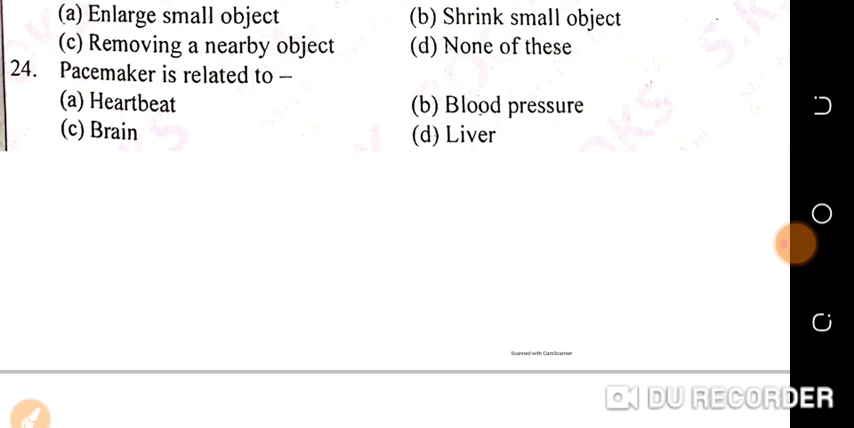 (a) Enlarge small object (b) Shrink small object
(c) Removing a nearby object (d) None of these
24. Pacemaker is related to –
(a) Heartbeat (b) Blood pressure
(c) Brain (d) Liver
Scanned with CamScanner
DU RECORDER